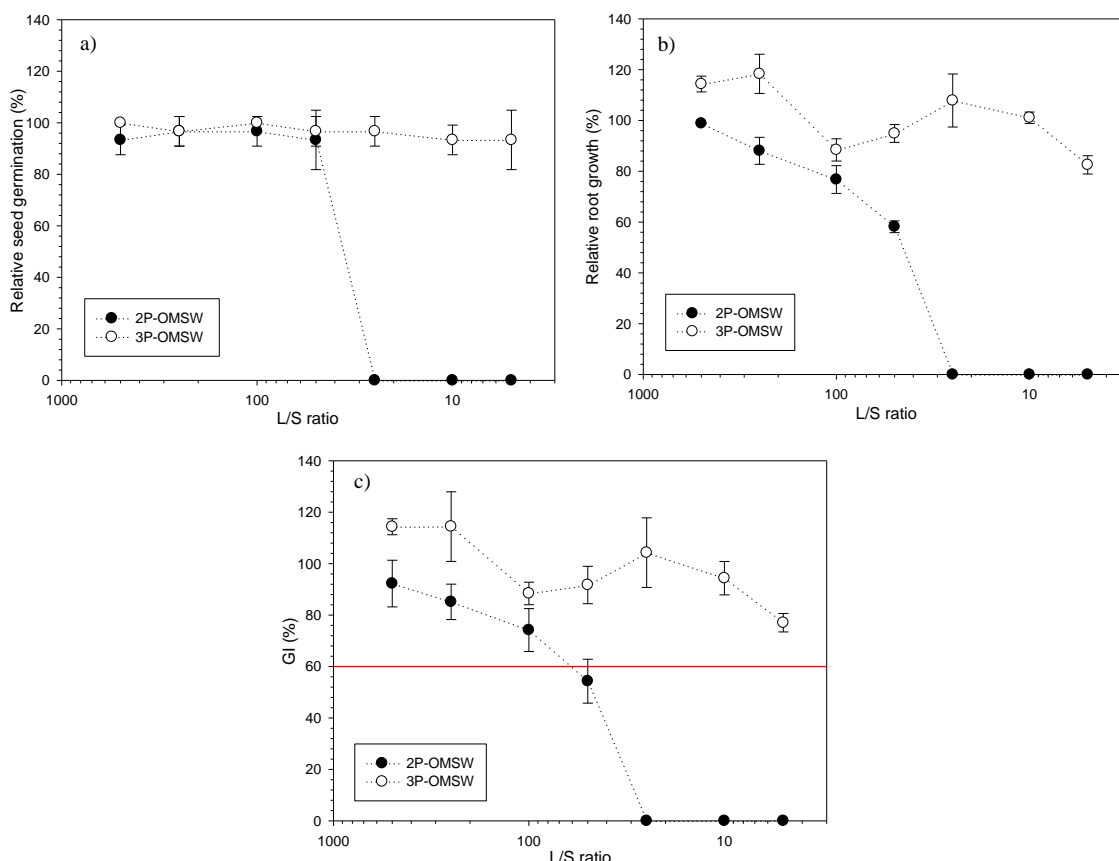 a)
Relative seed germination (%)
140
120
100
80
60
40
20
0
2P-OMSW
3P-OMSW
1000
100
10
L/S ratio
b)
Relative root growth (%)
140
120
100
80
60
40
20
0
2P-OMSW
3P-OMSW
1000
100
10
L/S ratio
c)
GI (%)
140
120
100
80
60
40
20
0
2P-OMSW
3P-OMSW
1000
100
10
L/S ratio